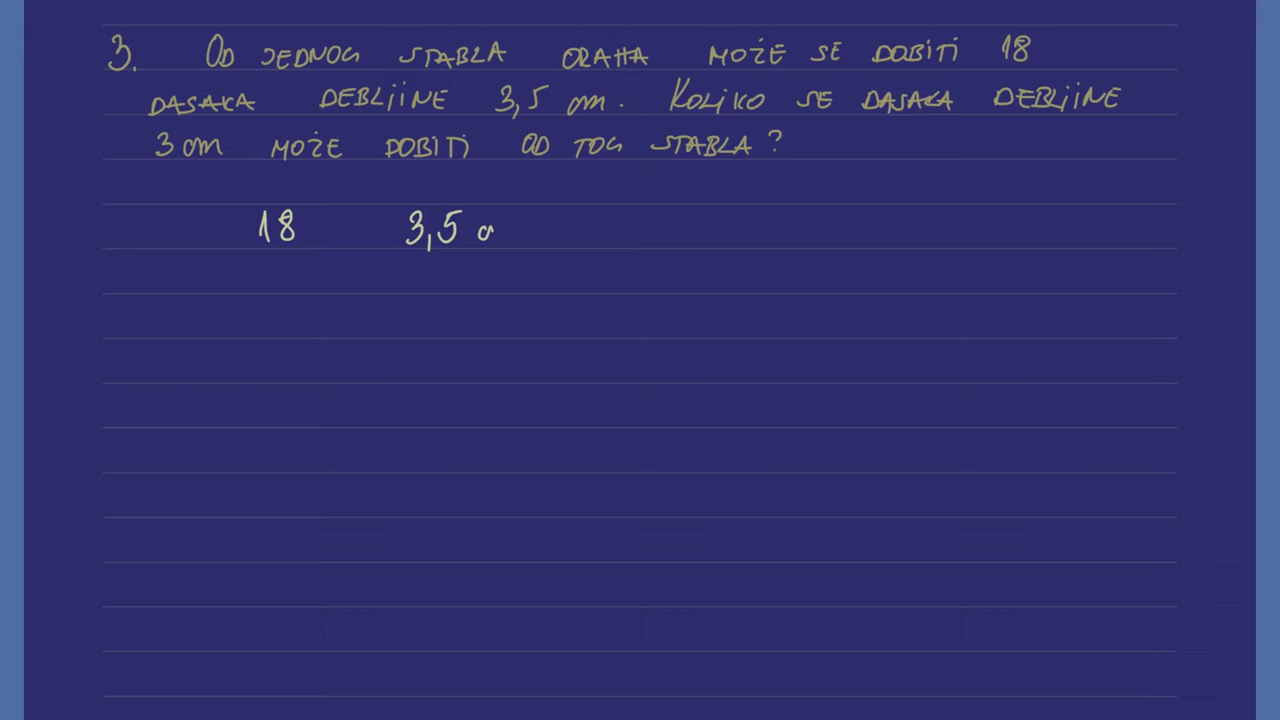 3. OD JEDNOG STABLA ORAHA MOŽE SE DOBITI 18
DASAKA DEBLJINE 3,5 cm. KOLIKO SE DASAKA DEBLJINE
3 cm MOŽE DOBITI OD TOG STABLA?
18 3,5 c